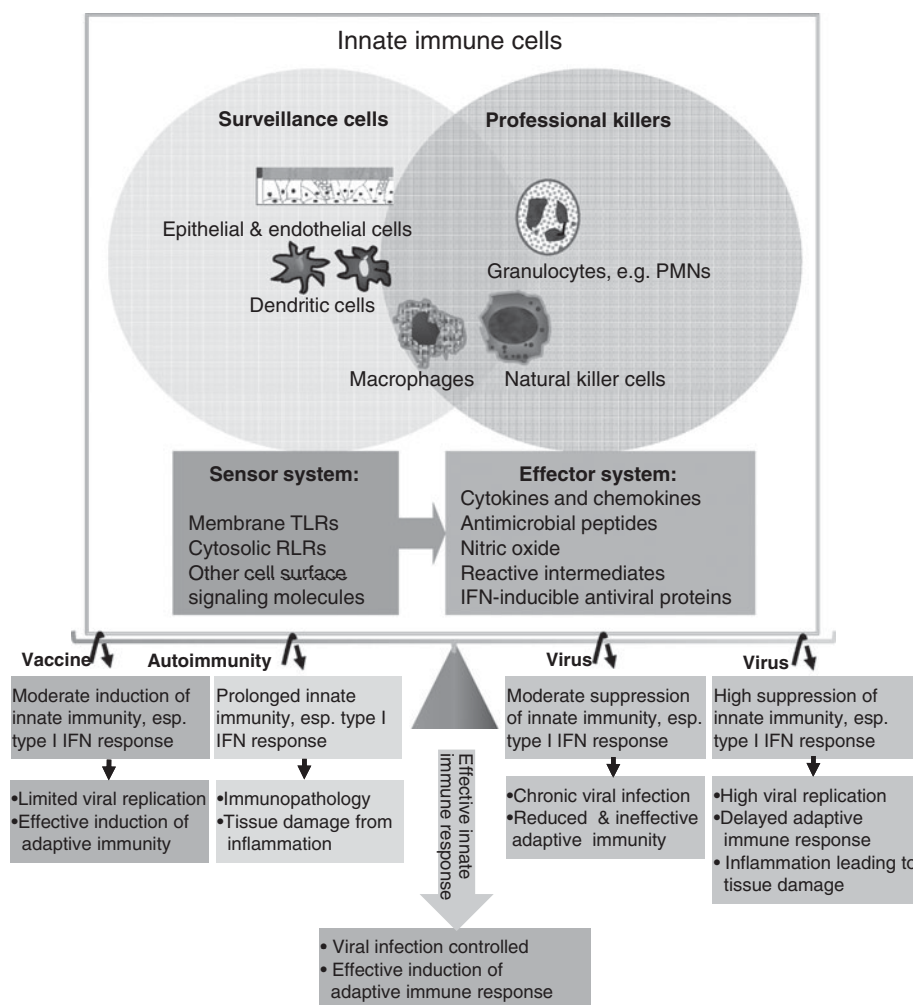 Innate immune cells
Surveillance cells
Professional killers
Epithelial & endothelial cells
Dendritic cells
Granulocytes, e.g. PMNs
Macrophages
Natural killer cells
Sensor system:
Membrane TLRs
Cytosolic RLRs
Other cell surface
signaling molecules
Effector system:
Cytokines and chemokines
Antimicrobial peptides
Nitric oxide
Reactive intermediates
IFN-inducible antiviral proteins
Vaccine
Moderate induction of
innate immunity, esp.
type I IFN response
•Limited viral replication
•Effective induction of
adaptive immunity
Autoimmunity
Prolonged innate
immunity, esp. type I
IFN response
•Immunopathology
•Tissue damage from
inflammation
Effective innate
immune response
• Viral infection controlled
• Effective induction of
adaptive immune response
Virus
Moderate suppression
of innate immunity, esp.
type I IFN response
•Chronic viral infection
•Reduced & ineffective
adaptive immunity
Virus
High suppression of
innate immunity, esp.
type I IFN response
•High viral replication
•Delayed adaptive
immune response
• Inflammation leading to
tissue damage